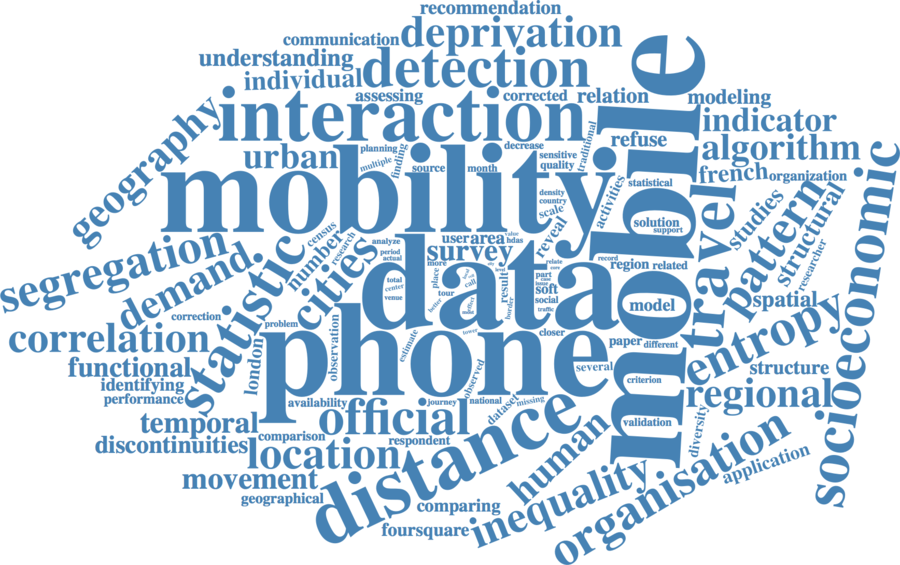 recommendation
communication
deprivation
understanding
detection
individual
assessing
corrected
relation
modeling
geography
interaction
mobile
refuse
indicator
algorithm
urban
planning
multiple
finding
source
month
decrease
sensitive
quality
traditional
french
organization
mobility
density
country
scale
activities
statistical
travel
pattern
studies
structural
researcher
socioeconomic
segregation
demand
statistic
number
census
research
cities
analyze
period
actual
user
area
value
hdas
survey
reveal
solution
support
data
more
place
tour
better
call
level
result
border
relate
part
soft
social
traffic
record
region
related
total
center
venue
model
spatial
correction
correlation
functional
identifying
performance
problem
london
observation
phone
estimate
observed
lower
closer
several
paper
different
entropy
structure
criterion
regional
availability
journey
national
dataset
missing
validation
diversity
temporal
discontinuities
comparison
official
respondent
location
distance
human
organisation
application
movement
geographical
comparing
foursquare
inequality